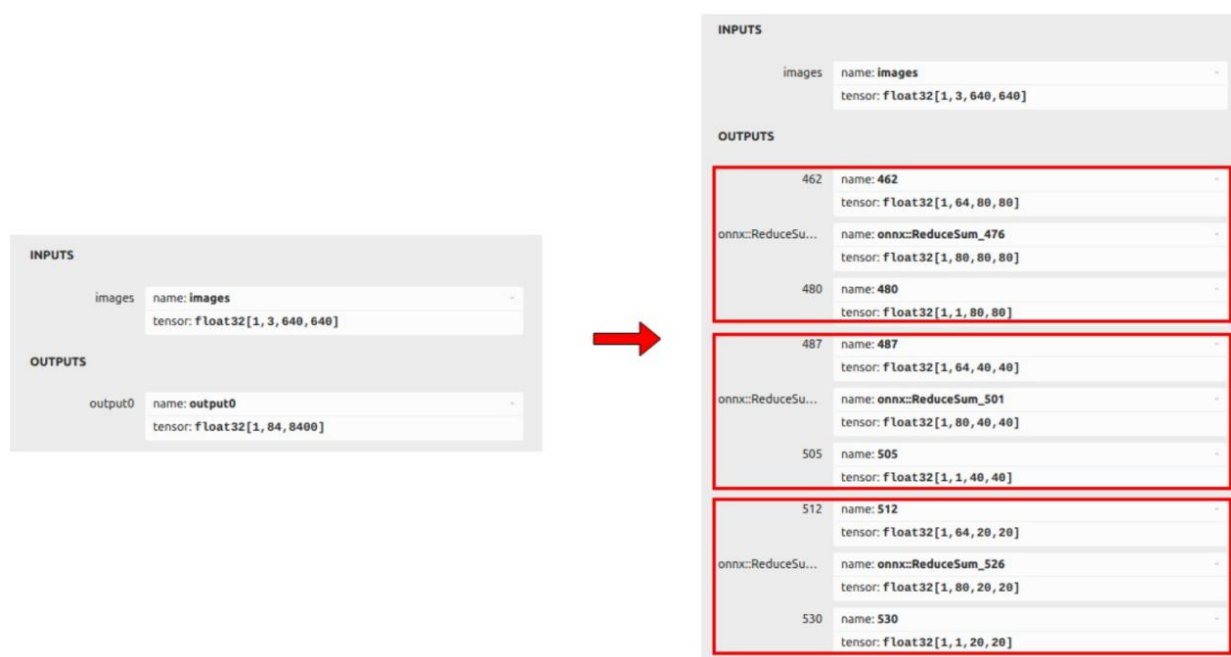 INPUTS
images name: images
tensor: float32[1,3,640,640]
OUTPUTS
output0 name: output0
tensor: float32[1,84,8400]
INPUTS
images name: images
tensor: float32[1,3,640,640]
OUTPUTS
462 name: 462
tensor: float32[1,64,80,80]
onnx::ReduceSu... name: onnx::ReduceSum_476
tensor: float32[1,80,80,80]
480 name: 480
tensor: float32[1,1,80,80]
487 name: 487
tensor: float32[1,64,40,40]
onnx::ReduceSu... name: onnx::ReduceSum_501
tensor: float32[1,80,40,40]
505 name: 505
tensor: float32[1,1,40,40]
512 name: 512
tensor: float32[1,64,20,20]
onnx::ReduceSu... name: onnx::ReduceSum_526
tensor: float32[1,80,20,20]
530 name: 530
tensor: float32[1,1,20,20]